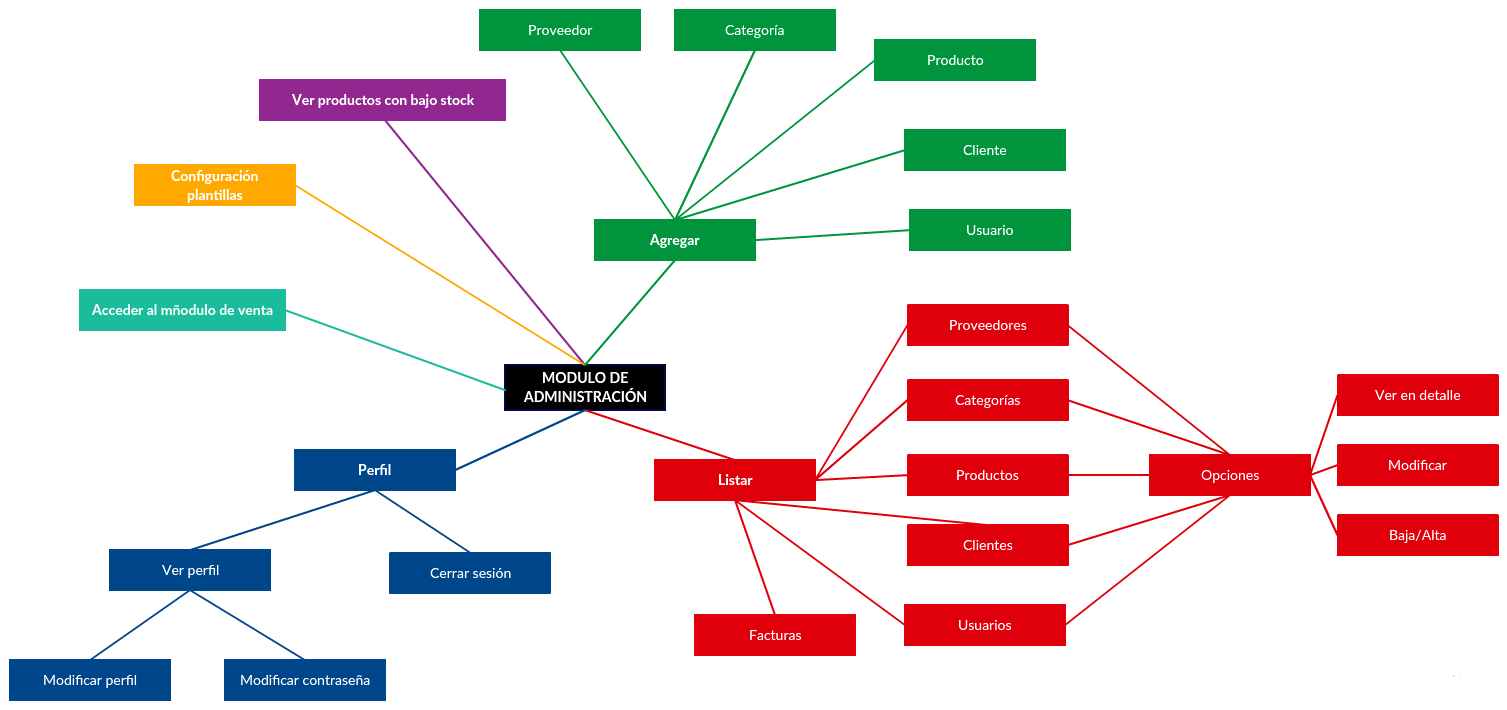 Proveedor
Categoría
Producto
Ver productos con bajo stock
Cliente
Configuración
plantillas
Usuario
Agregar
Acceder al mñodulo de venta
Proveedores
MODULO DE
ADMINISTRACIÓN
Categorías
Ver en detalle
Perfil
Listar
Productos
Opciones
Modificar
Clientes
Baja/Alta
Ver perfil
Cerrar sesión
Facturas
Usuarios
Modificar perfil
Modificar contraseña